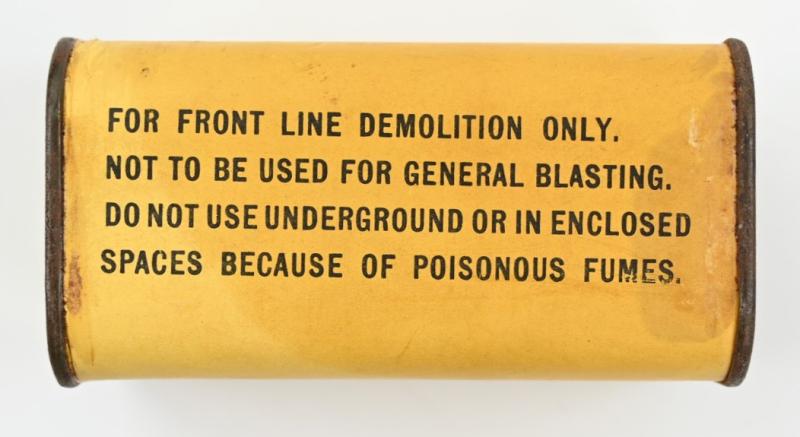 FOR FRONT LINE DEMOLITION ONLY.
NOT TO BE USED FOR GENERAL BLASTING.
DO NOT USE UNDERGROUND OR IN ENCLOSED
SPACES BECAUSE OF POISONOUS FUMES.